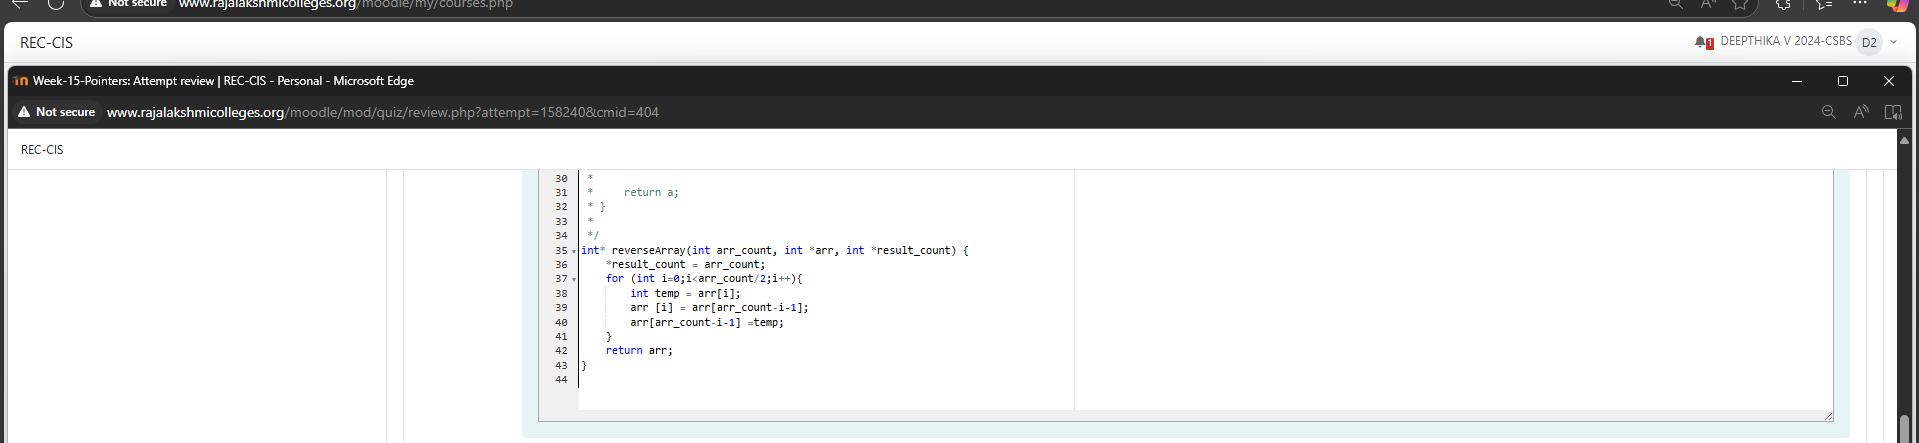 Not secure www.rajalakshmicolleges.org/moodle/my/courses.php
REC-CIS
1 DEEPTHIKA V 2024-CSBS D2
Week-15-Pointers: Attempt review | REC-CIS - Personal - Microsoft Edge
Not secure www.rajalakshmicolleges.org/moodle/mod/quiz/review.php?attempt=158240&cmid=404
REC-CIS
30 *
31 *     return a;
32 * }
33 *
34 */
35 int* reverseArray(int arr_count, int *arr, int *result_count) {
36     *result_count = arr_count;
37     for (int i=0;i<arr_count/2;i++){
38         int temp = arr[i];
39         arr [i] = arr[arr_count-i-1];
40         arr[arr_count-i-1] =temp;
41     }
42     return arr;
43 }
44